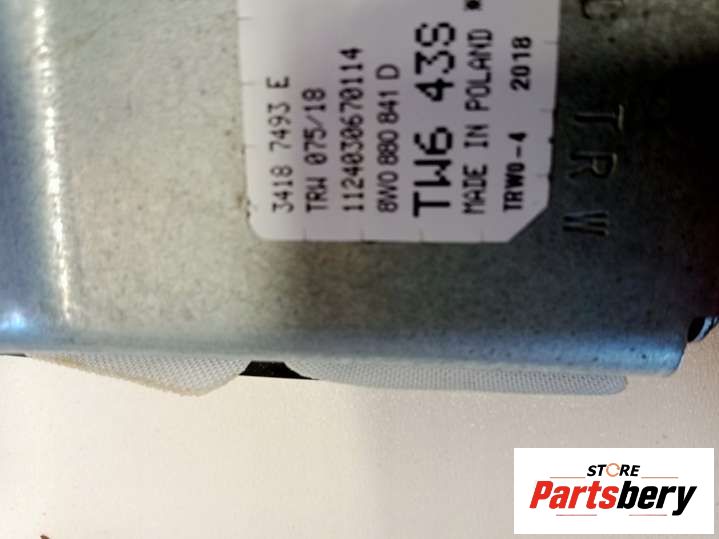 3418 7493 E
TRW 075/18
1124030670114
8W0 880 841 D
TW6 43S *
MADE IN POLAND
TRW0-4 2018
TRW
STORE
Partsbery